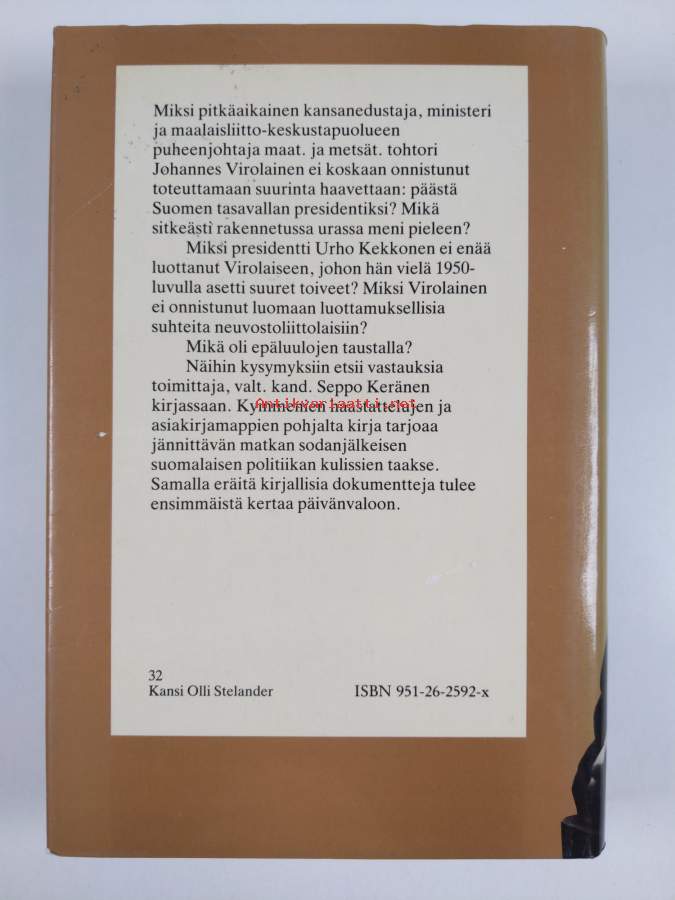 Miksi pitkäaikainen kansanedustaja, ministeri
ja maalaisliitto-keskustapuolueen
puheenjohtaja maat. ja metsät. tohtori
Johannes Virolainen ei koskaan onnistunut
toteuttamaan suurinta haavettaan: päästä
Suomen tasavallan presidentiksi? Mikä
sitkeästi rakennetussa urassa meni pieleen?
Miksi presidentti Urho Kekkonen ei enää
luottanut Virolaiseen, johon hän vielä 1950-
luvulla asetti suuret toiveet? Miksi Virolainen
ei onnistunut luomaan luottamuksellisia
suhteita neuvostoliittolaisiin?
Mikä oli epäluulojen taustalla?
Näihin kysymyksiin etsii vastauksia
toimittaja, valt. kand. Seppo Keränen
Antikvariaatti.net
kirjassaan. Kymmenien haastattelujen ja
asiakirjamappien pohjalta kirja tarjoaa
jännittävän matkan sodanjälkeisen
suomalaisen politiikan kulissien taakse.
Samalla eräitä kirjallisia dokumentteja tulee
ensimmäistä kertaa päivänvaloon.
32
Kansi Olli Stelander ISBN 951-26-2592-x